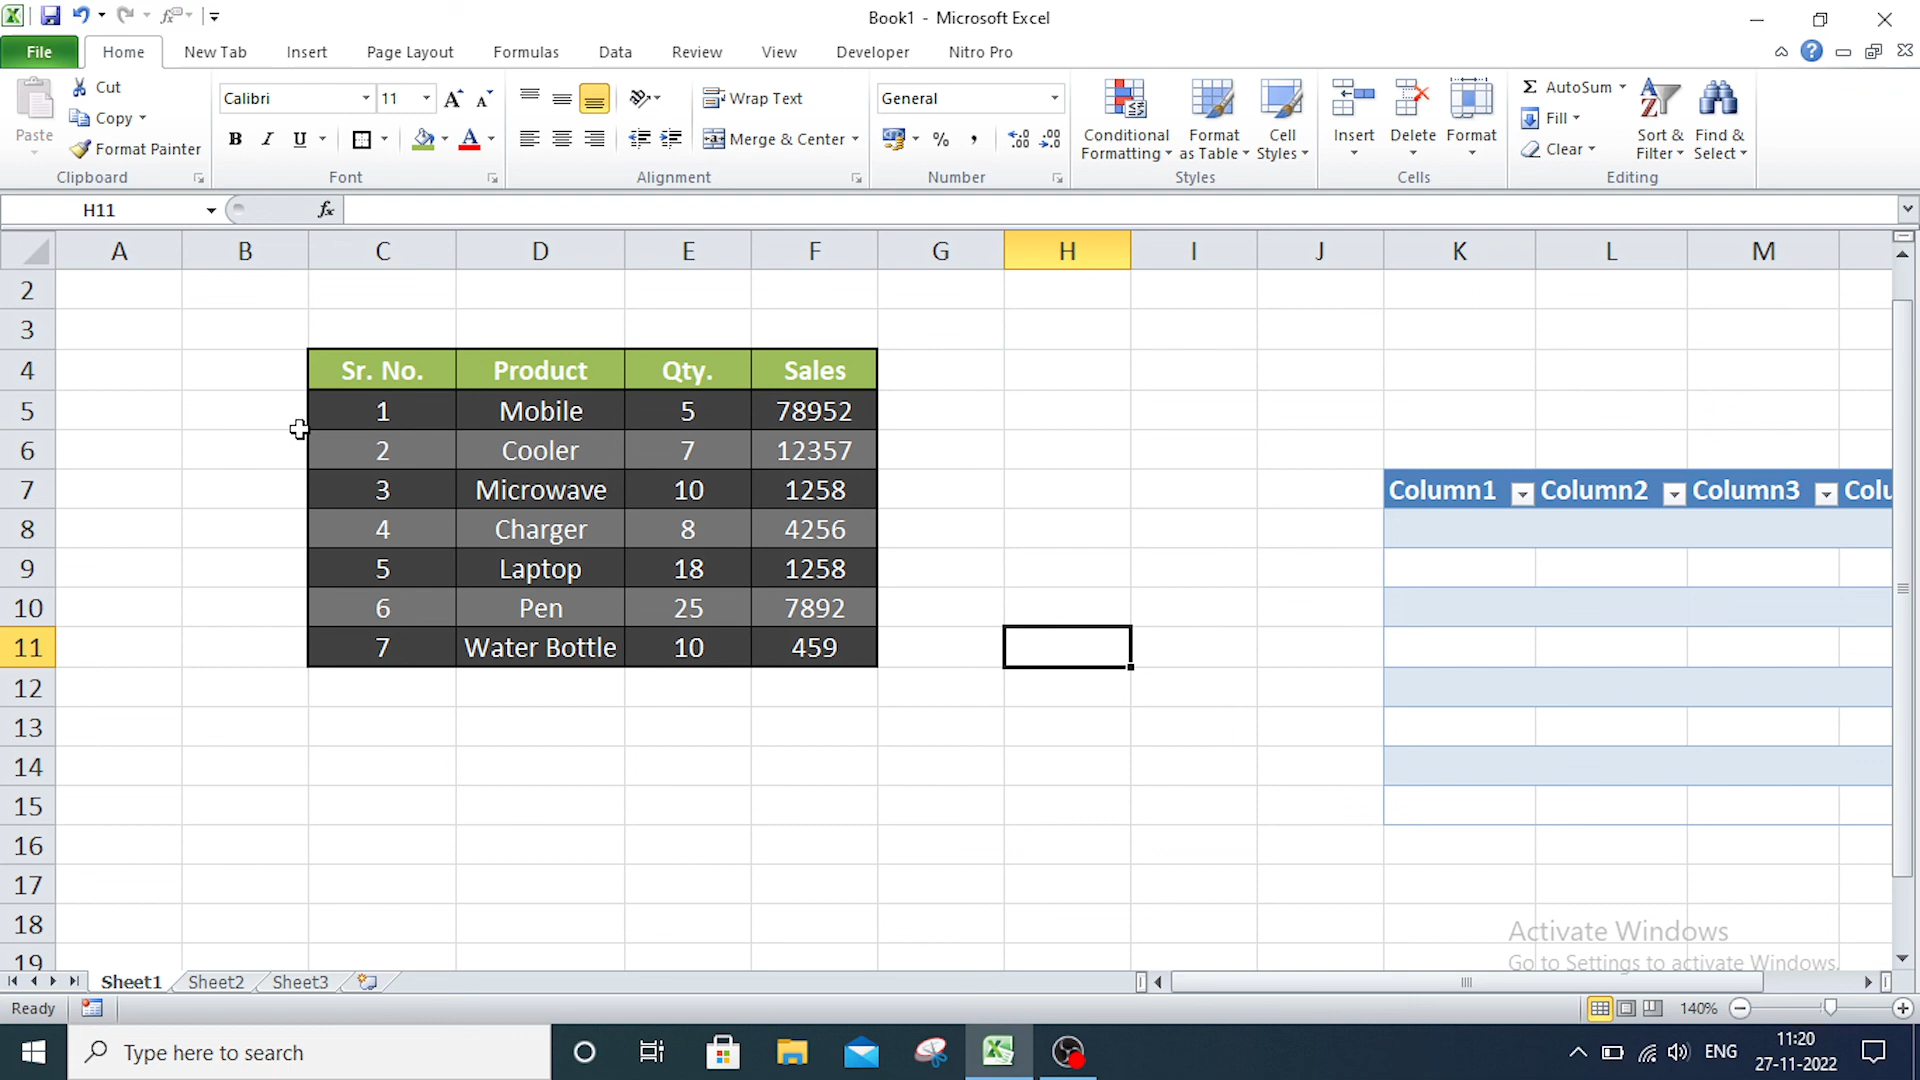 Book1 - Microsoft Excel
File Home New Tab Insert Page Layout Formulas Data Review View Developer Nitro Pro
Paste
Cut
Copy
Format Painter
Clipboard
Calibri 11
B I U A
Font
Wrap Text
Merge & Center
Alignment
General
% ,
Number
Conditional Formatting
Format as Table
Cell Styles
Styles
Insert Delete Format
Cells
Σ AutoSum
Fill
Clear
Sort & Filter
Find & Select
Editing
H11 fx
A B C D E F G H I J K L M
2
3
4 Sr. No. Product Qty. Sales
5 1 Mobile 5 78952
6 2 Cooler 7 12357
7 3 Microwave 10 1258 Column1 Column2 Column3 Colu
8 4 Charger 8 4256
9 5 Laptop 18 1258
10 6 Pen 25 7892
11 7 Water Bottle 10 459
12
13
14
15
16
17
18
19
Activate Windows
Go to Settings to activate Windows.
Sheet1 Sheet2 Sheet3
Ready 140%
Type here to search
ENG
11:20
27-11-2022